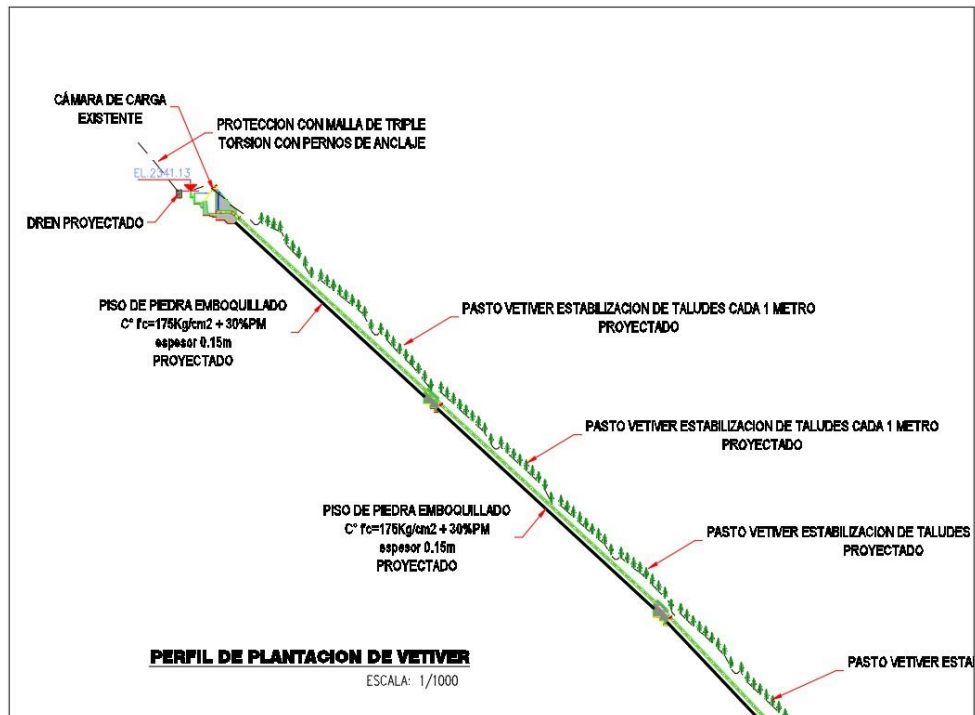 CÁMARA DE CARGA
EXISTENTE
PROTECCION CON MALLA DE TRIPLE
TORSION CON PERNOS DE ANCLAJE
EL.2341.13
DREN PROYECTADO
PISO DE PIEDRA EMBOQUILLADO
C° f'c=175Kg/cm2 + 30%PM
espesor 0.15m
PROYECTADO
PASTO VETIVER ESTABILIZACION DE TALUDES CADA 1 METRO
PROYECTADO
PASTO VETIVER ESTABILIZACION DE TALUDES CADA 1 METRO
PROYECTADO
PISO DE PIEDRA EMBOQUILLADO
C° f'c=175Kg/cm2 + 30%PM
espesor 0.15m
PROYECTADO
PASTO VETIVER ESTABILIZACION DE TALUDES
PROYECTADO
PASTO VETIVER ESTA
PERFIL DE PLANTACION DE VETIVER
ESCALA: 1/1000